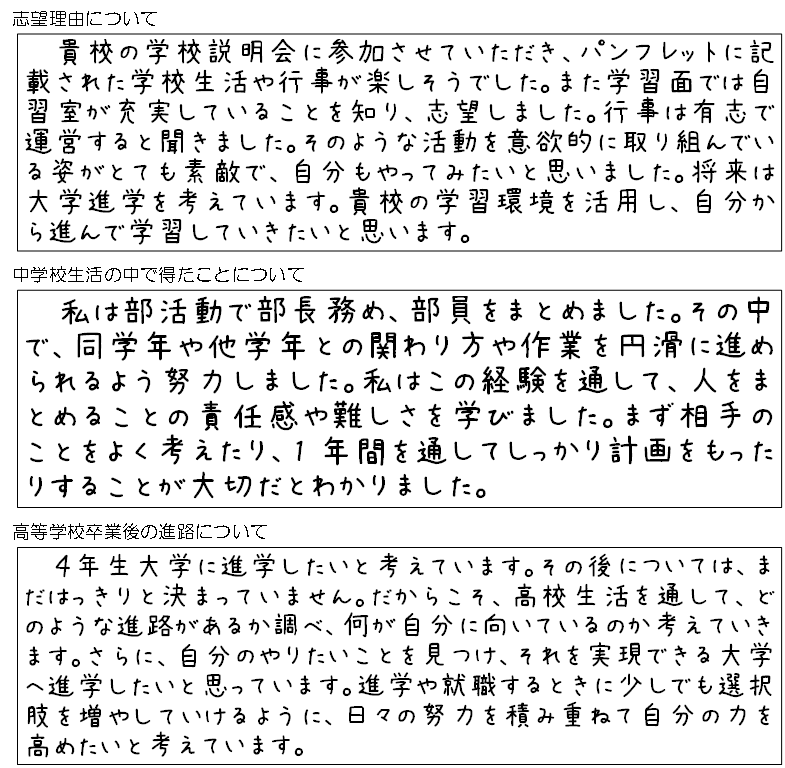 志望理由について
貴校の学校説明会に参加させていただき、パンフレットに記
載された学校生活や行事が楽しそうでした。また学習面では自
習室が充実していることを知り、志望しました。行事は有志で
運営すると聞きました。そのような活動を意欲的に取り組んでい
る姿がとても素敵で、自分もやってみたいと思いました。将来は
大学進学を考えています。貴校の学習環境を活用し、自分か
ら進んで学習していきたいと思います。
中学校生活の中で得たことについて
私は部活動で部長務め、部員をまとめました。その中
で、同学年や他学年との関わり方や作業を円滑に進め
られるよう努力しました。私はこの経験を通して、人をま
とめることの責任感や難しさを学びました。まず相手の
ことをよく考えたり、1年間を通してしっかり計画をもった
りすることが大切だとわかりました。
高等学校卒業後の進路について
4年生大学に進学したいと考えています。その後については、ま
だはっきりと決まっていません。だからこそ、高校生活を通して、ど
のような進路があるか調べ、何が自分に向いているのか考えていき
ます。さらに、自分のやりたいことを見つけ、それを実現できる大学
へ進学したいと思っています。進学や就職するときに少しでも選択
肢を増やしていけるように、日々の努力を積み重ねて自分の力を
高めたいと考えています。